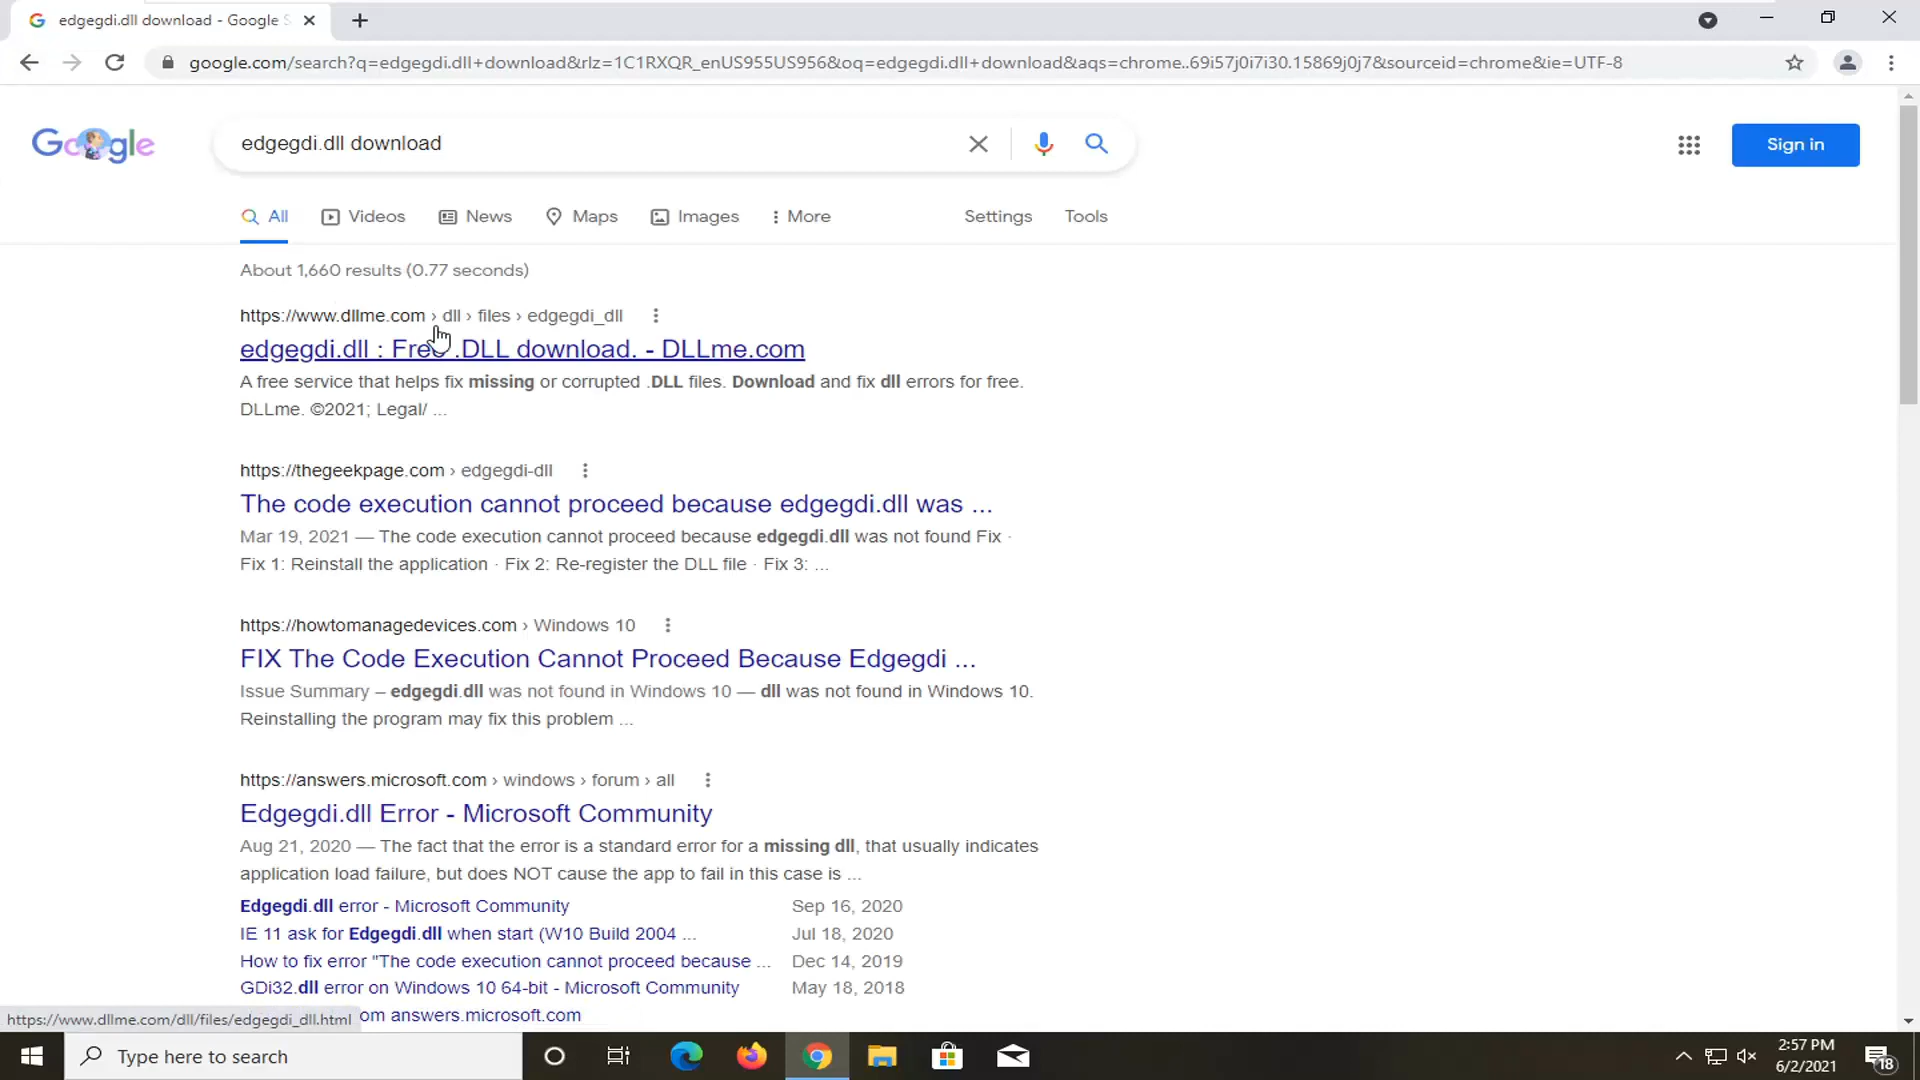 edgegdi.dll download - Google S
google.com/search?q=edgegdi.dll+download&rlz=1C1RXQR_enUS955US956&oq=edgegdi.dll+download&aqs=chrome..69i57j0i7i30.15869j0j7&sourceid=chrome&ie=UTF-8
Google
edgegdi.dll download
Sign in
All Videos News Maps Images More Settings Tools
About 1,660 results (0.77 seconds)
https://www.dllme.com › dll › files › edgegdi_dll
edgegdi.dll : Free .DLL download. - DLLme.com
A free service that helps fix missing or corrupted .DLL files. Download and fix dll errors for free.
DLLme. ©2021; Legal/ ...
https://thegeekpage.com › edgegdi-dll
The code execution cannot proceed because edgegdi.dll was ...
Mar 19, 2021 — The code execution cannot proceed because edgegdi.dll was not found Fix ·
Fix 1: Reinstall the application · Fix 2: Re-register the DLL file · Fix 3: ...
https://howtomanagedevices.com › Windows 10
FIX The Code Execution Cannot Proceed Because Edgegdi ...
Issue Summary – edgegdi.dll was not found in Windows 10 — dll was not found in Windows 10.
Reinstalling the program may fix this problem ...
https://answers.microsoft.com › windows › forum › all
Edgegdi.dll Error - Microsoft Community
Aug 21, 2020 — The fact that the error is a standard error for a missing dll, that usually indicates
application load failure, but does NOT cause the app to fail in this case is ...
Edgegdi.dll error - Microsoft Community Sep 16, 2020
IE 11 ask for Edgegdi.dll when start (W10 Build 2004 ... Jul 18, 2020
How to fix error "The code execution cannot proceed because ... Dec 14, 2019
GDi32.dll error on Windows 10 64-bit - Microsoft Community May 18, 2018
https://www.dllme.com/dll/files/edgegdi_dll.html om answers.microsoft.com
Type here to search
2:57 PM
6/2/2021
18